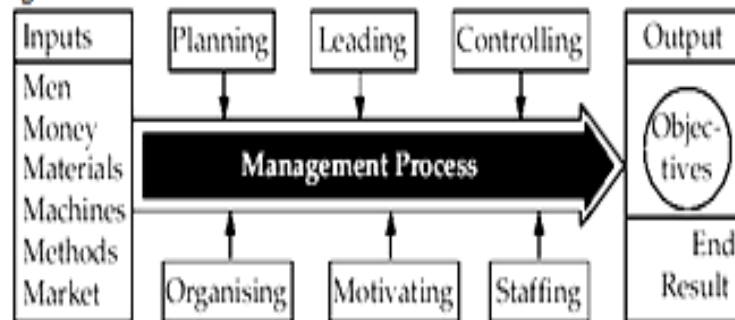 Inputs
Men
Money
Materials
Machines
Methods
Market
Planning
Leading
Controlling
Management Process
Organising
Motivating
Staffing
Output
Objec-
tives
End
Result